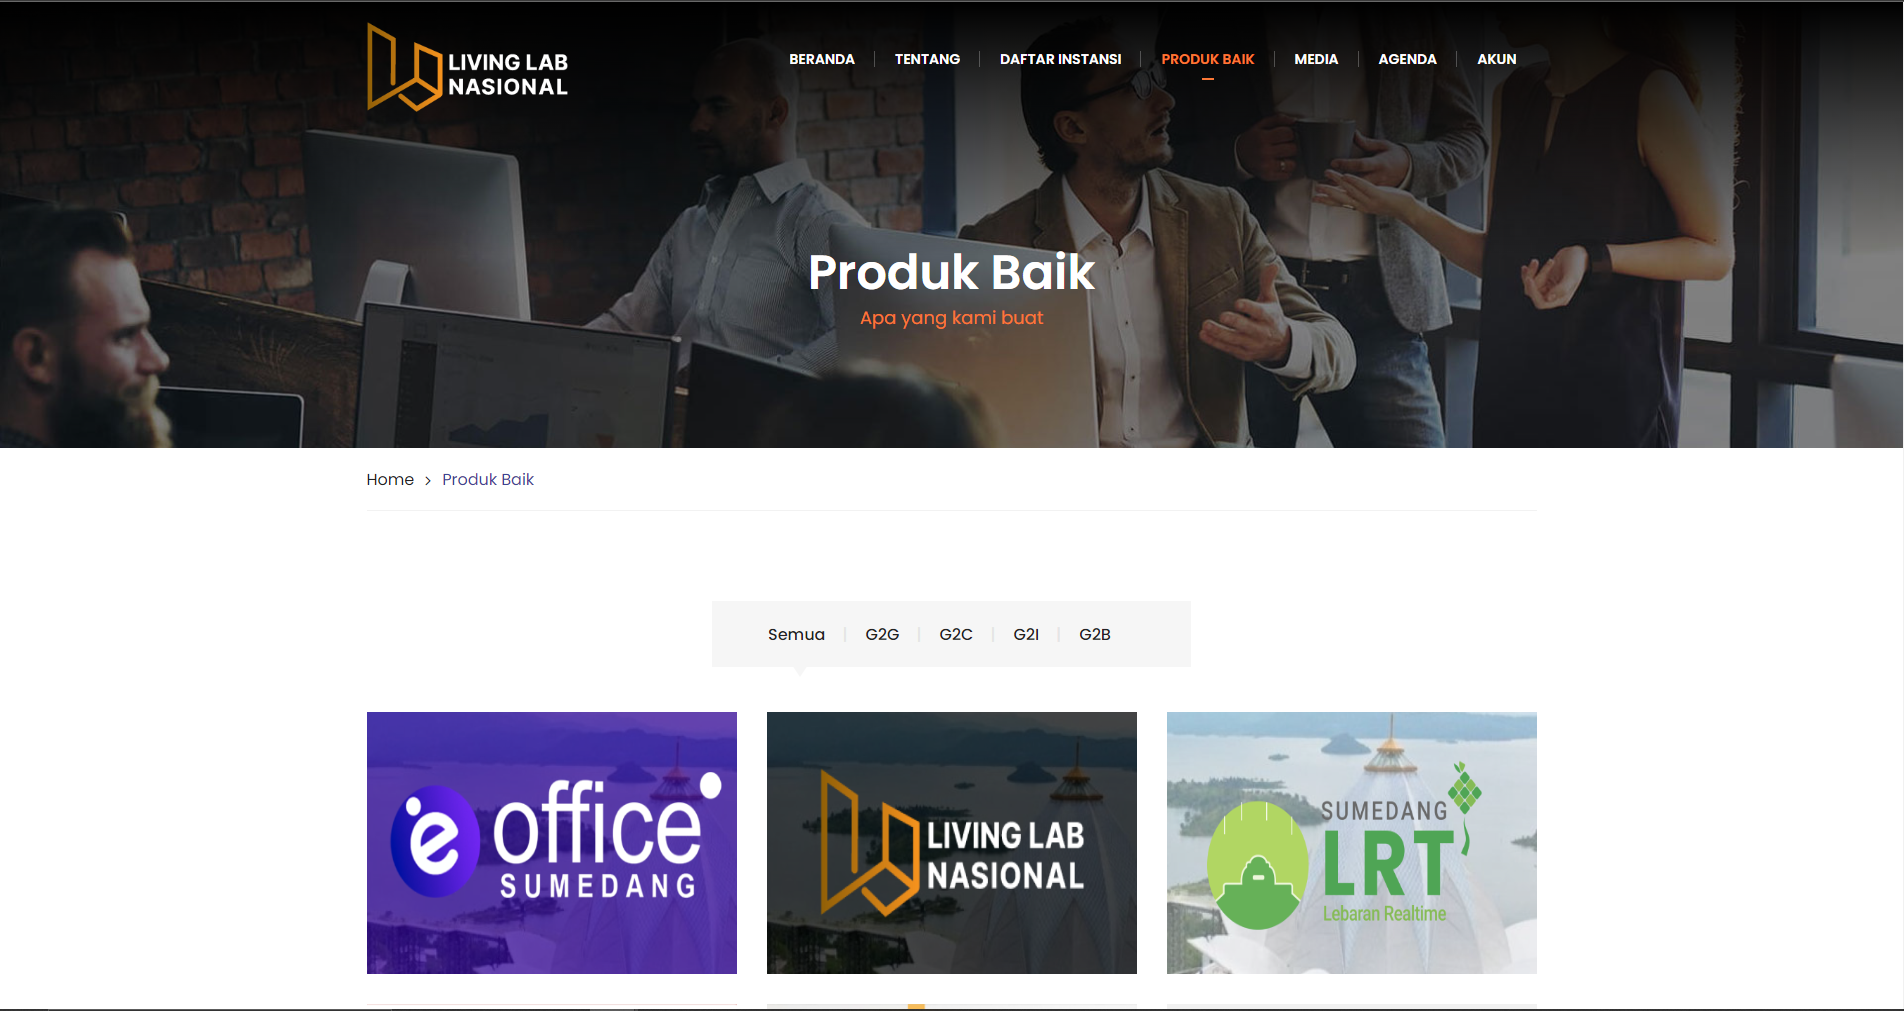 LIVING LAB
NASIONAL
BERANDA
TENTANG
DAFTAR INSTANSI
PRODUK BAIK
MEDIA
AGENDA
AKUN
Produk Baik
Apa yang kami buat
Home > Produk Baik
Semua
G2G
G2C
G2I
G2B
e office
SUMEDANG
LIVING LAB
NASIONAL
SUMEDANG
LRT
Lebaran Realtime